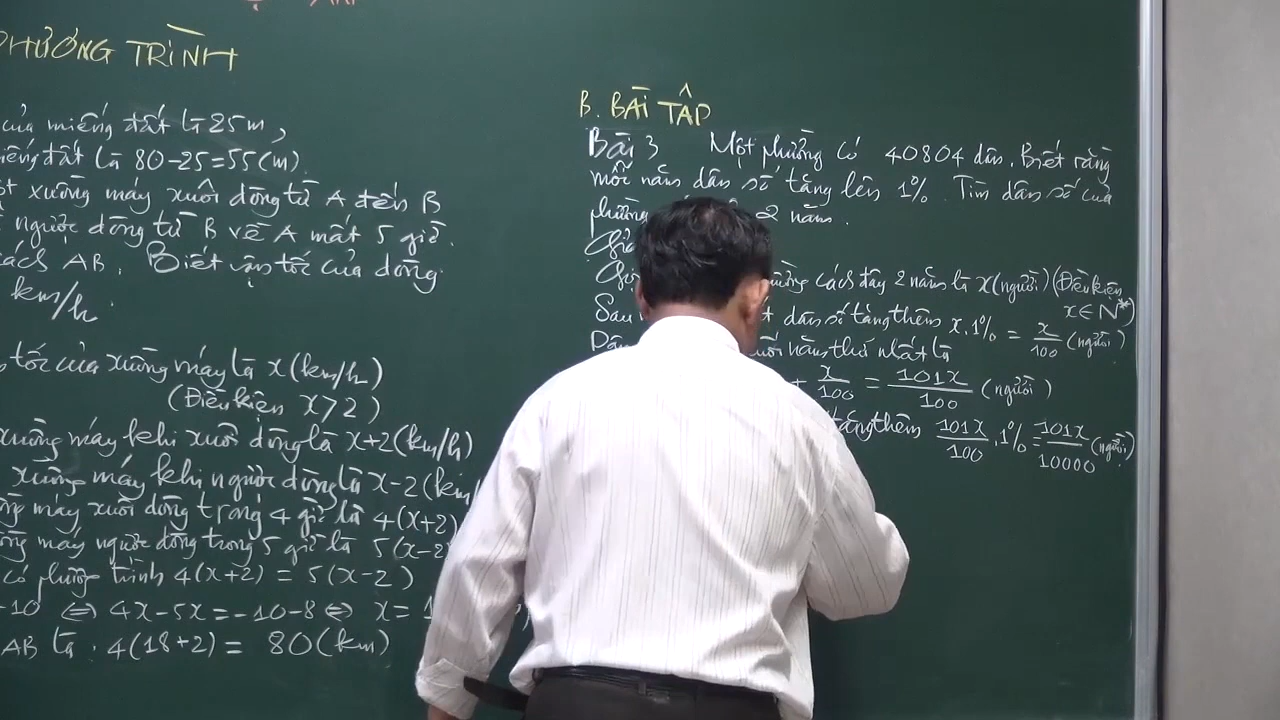 PHƯƠNG TRÌNH
của miếng đất là 25m,
miếng đất là 80-25=55(m).
xuồng máy xuôi dòng từ A đến B
ngược dòng từ B về A mất 5 giờ.
cách AB. Biết vận tốc của dòng
km/h.
tốc của xuồng máy là x(km/h)
(Điều kiện x>2)
xuồng máy khi xuôi dòng là x+2(km/h)
xuồng máy khi ngược dòng là x-2(km/
máy xuôi dòng trong 4 giờ là 4(x+2)
máy ngược dòng trong 5 giờ là 5(x-2)
có phương trình 4(x+2) = 5(x-2)
-10 ⇔ 4x-5x=-10-8 ⇔ x= 1
AB là: 4(18+2) = 80(km)
B. BÀI TẬP
Bài 3 Một phường có 40804 dân. Biết rằng
mỗi năm dân số tăng lên 1%. Tìm dân số của
phường 2 năm.
cách đây 2 năm là x(người)(Điều kiện
x∈N*)
Sau dân số tăng thêm x.1% = x/100 (người)
năm thứ nhất là
+ x/100 = 101x/100 (người)
tăng thêm 101x/100 .1% = 101x/10000 (người)